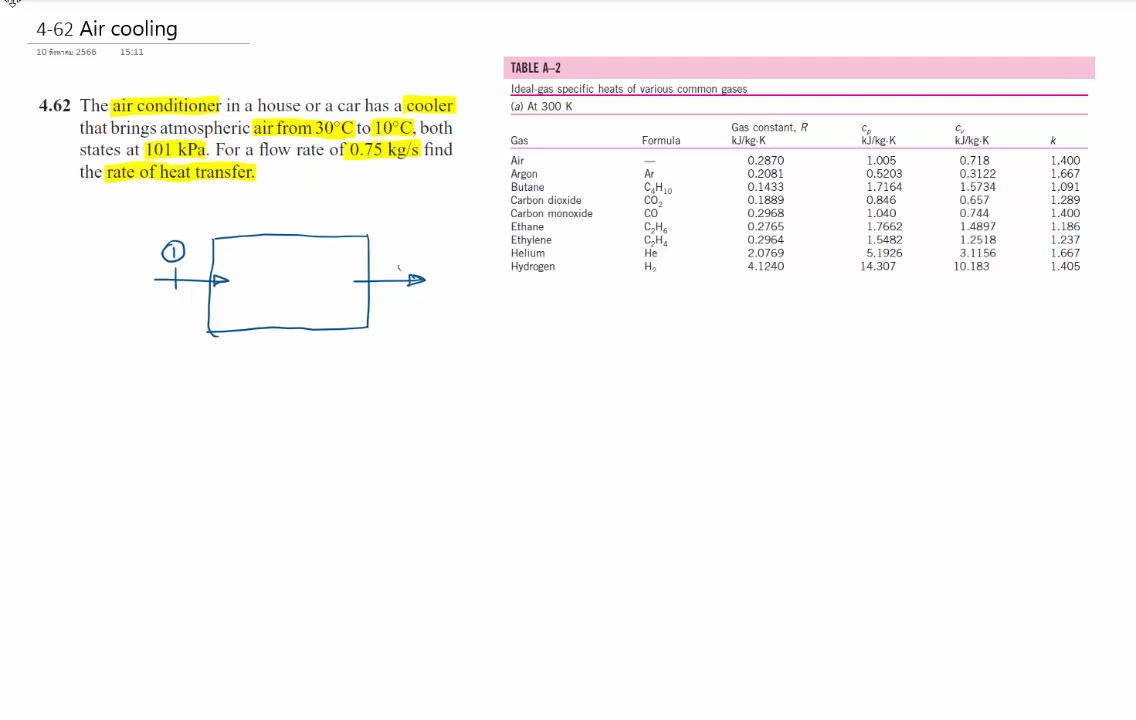 4-62 Air cooling
10 สิงหาคม 2566 15:11
4.62 The air conditioner in a house or a car has a cooler
that brings atmospheric air from 30°C to 10°C, both
states at 101 kPa. For a flow rate of 0.75 kg/s find
the rate of heat transfer.
1
TABLE A–2
Ideal-gas specific heats of various common gases
(a) At 300 K
Gas Formula Gas constant, R kJ/kg·K cp kJ/kg·K cv kJ/kg·K k
Air — 0.2870 1.005 0.718 1.400
Argon Ar 0.2081 0.5203 0.3122 1.667
Butane C4H10 0.1433 1.7164 1.5734 1.091
Carbon dioxide CO2 0.1889 0.846 0.657 1.289
Carbon monoxide CO 0.2968 1.040 0.744 1.400
Ethane C2H6 0.2765 1.7662 1.4897 1.186
Ethylene C2H4 0.2964 1.5482 1.2518 1.237
Helium He 2.0769 5.1926 3.1156 1.667
Hydrogen H2 4.1240 14.307 10.183 1.405